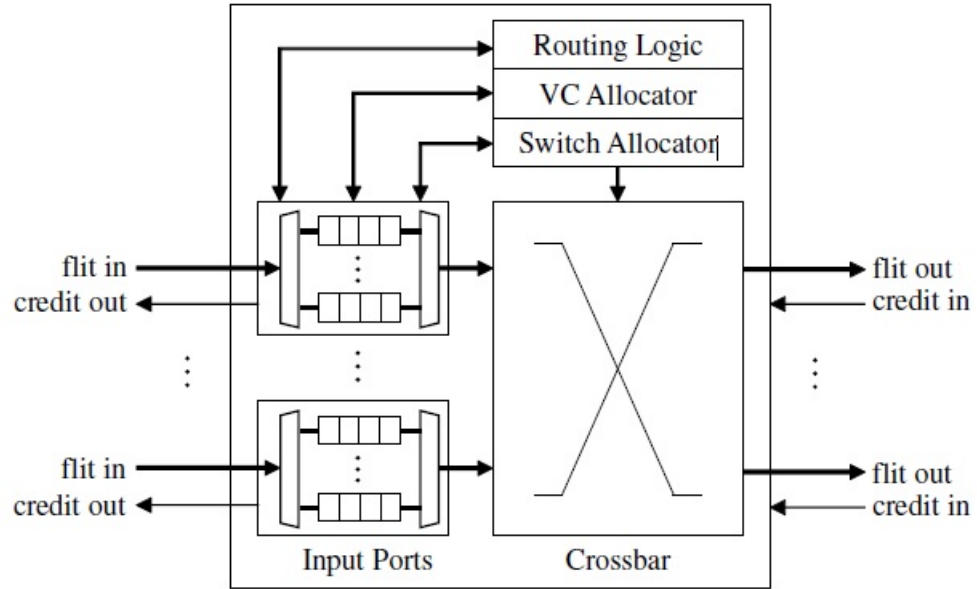 Routing Logic
VC Allocator
Switch Allocator
flit in
credit out
flit out
credit in
flit in
credit out
flit out
credit in
Input Ports
Crossbar